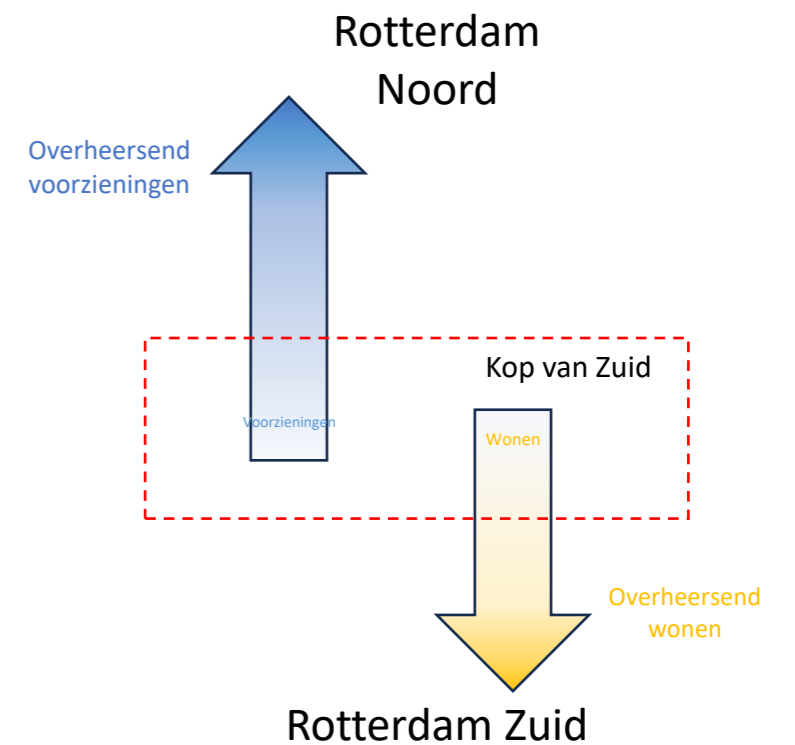 Rotterdam
Noord
Overheersend
voorzieningen
Kop van Zuid
Voorzieningen
Wonen
Overheersend
wonen
Rotterdam Zuid